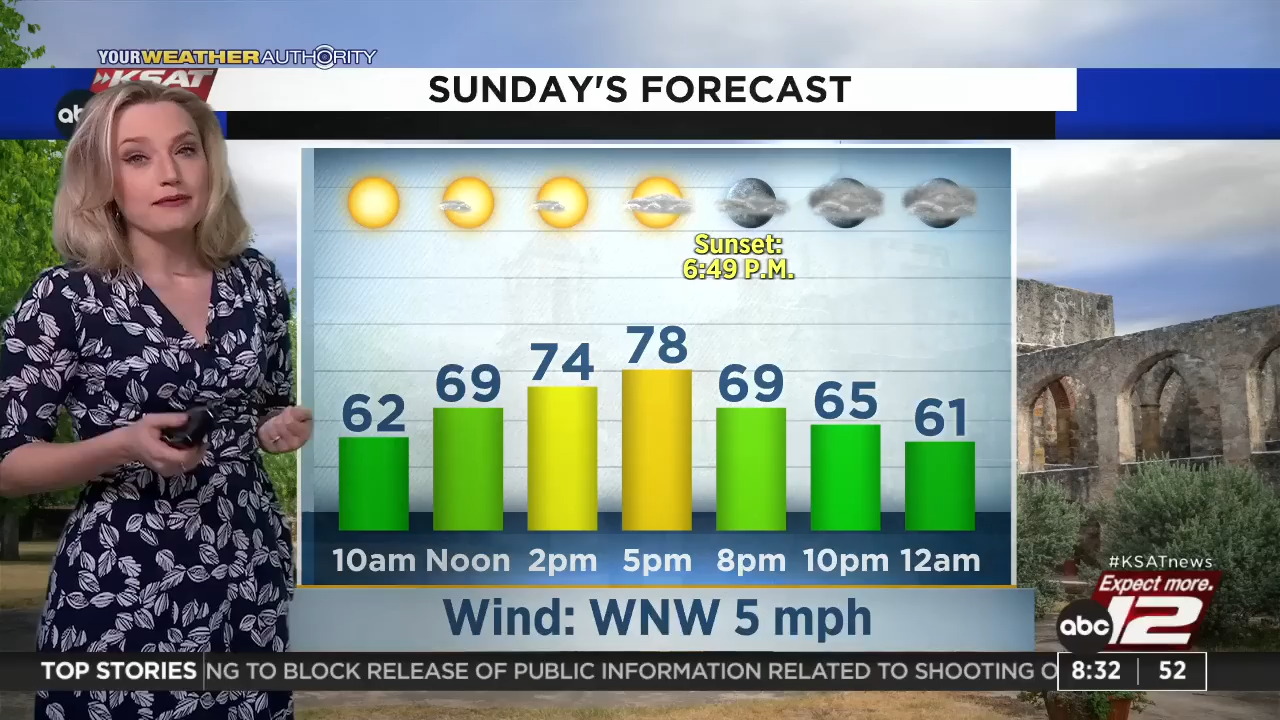 YOURWEATHERAUTHORITY
KSAT
abc
SUNDAY'S FORECAST
Sunset:
6:49 P.M.
62 69 74 78 69 65 61
10am Noon 2pm 5pm 8pm 10pm 12am
Wind: WNW 5 mph
#KSATnews
Expect more.
abc 12
TOP STORIES NG TO BLOCK RELEASE OF PUBLIC INFORMATION RELATED TO SHOOTING O 8:32 52